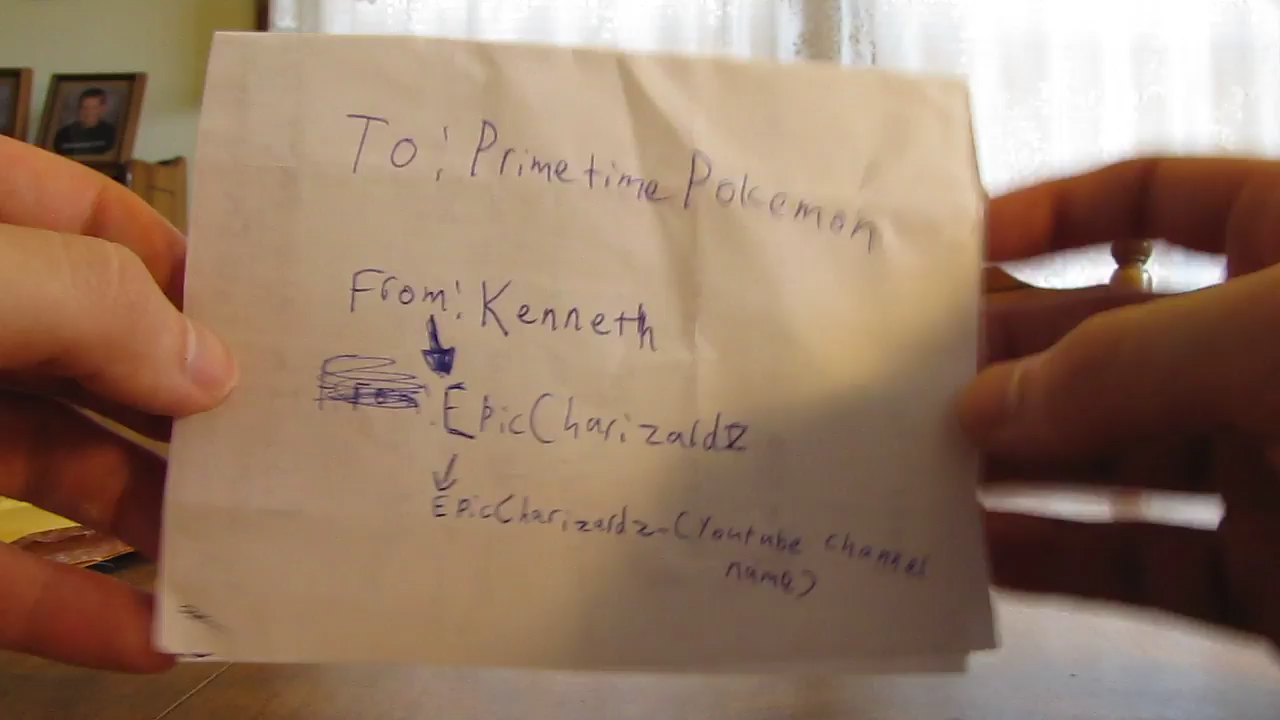 To: Primetime Pokemon
From: Kenneth
EpicCharizardZ
EpicCharizardz-(Youtube channel
name)